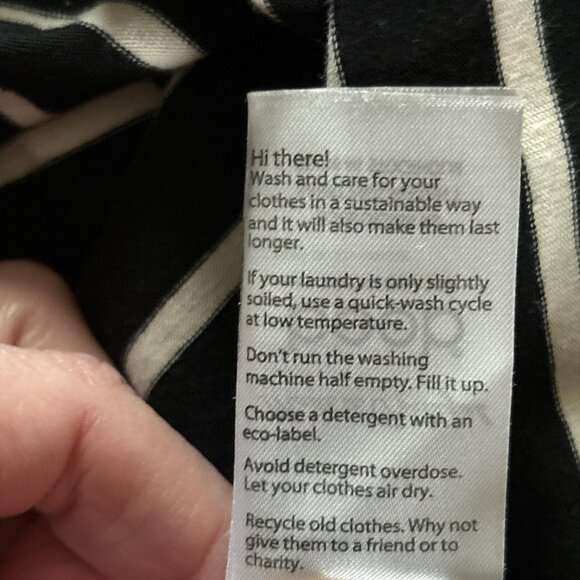 Hi there!
Wash and care for your
clothes in a sustainable way
and it will also make them last
longer.
If your laundry is only slightly
soiled, use a quick-wash cycle
at low temperature.
Don't run the washing
machine half empty. Fill it up.
Choose a detergent with an
eco-label.
Avoid detergent overdose.
Let your clothes air dry.
Recycle old clothes. Why not
give them to a friend or to
charity.